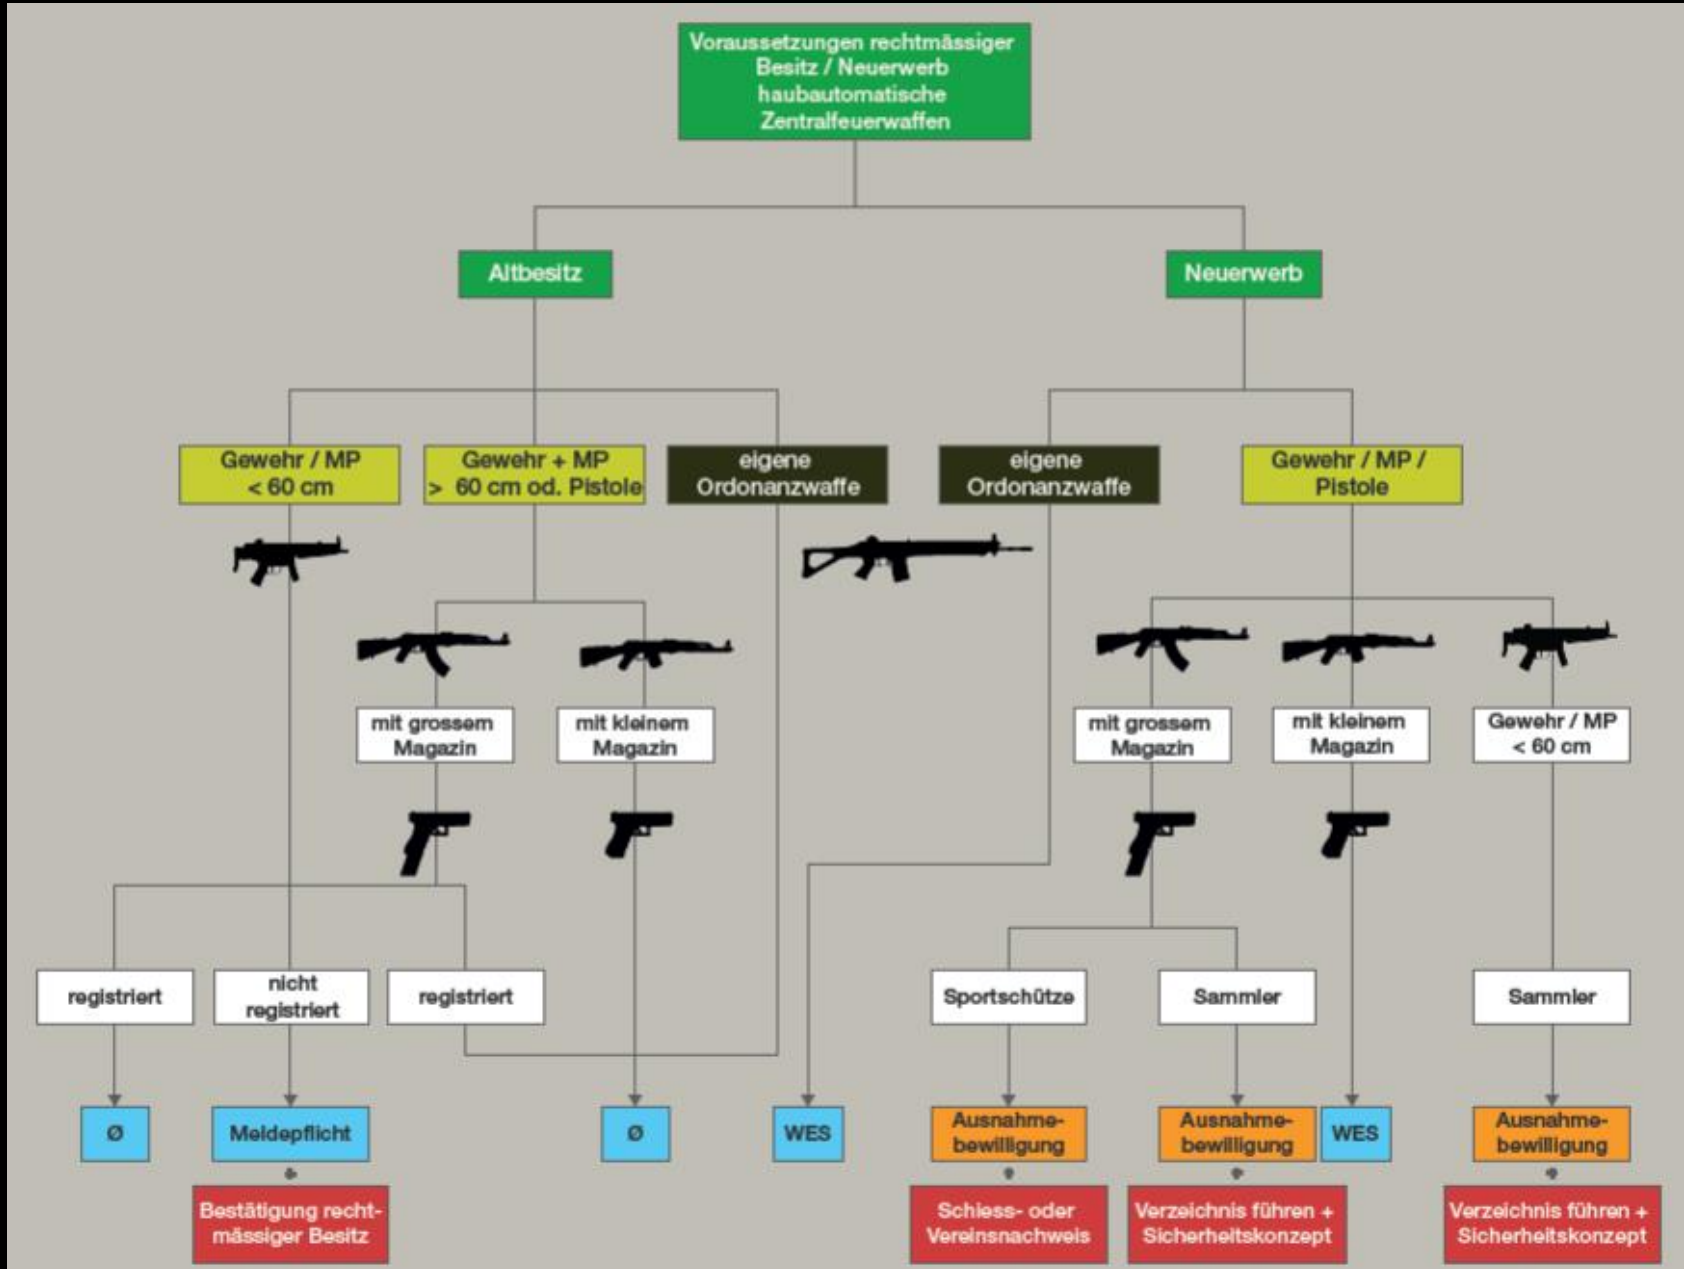 Voraussetzungen rechtmässiger
Besitz / Neuerwerb
haubautomatische
Zentralfeuerwaffen
Altbesitz
Neuerwerb
Gewehr / MP
< 60 cm
Gewehr + MP
> 60 cm od. Pistole
eigene
Ordonanzwaffe
eigene
Ordonanzwaffe
Gewehr / MP /
Pistole
mit grossem
Magazin
mit kleinem
Magazin
mit grossem
Magazin
mit kleinem
Magazin
Gewehr / MP
< 60 cm
registriert
nicht
registriert
registriert
Sportschütze
Sammler
Sammler
Ø
Meldepflicht
Ø
WES
Ausnahme-
bewilligung
Ausnahme-
bewilligung
WES
Ausnahme-
bewilligung
Bestätigung recht-
mässiger Besitz
Schiess- oder
Vereinsnachweis
Verzeichnis führen +
Sicherheitskonzept
Verzeichnis führen +
Sicherheitskonzept